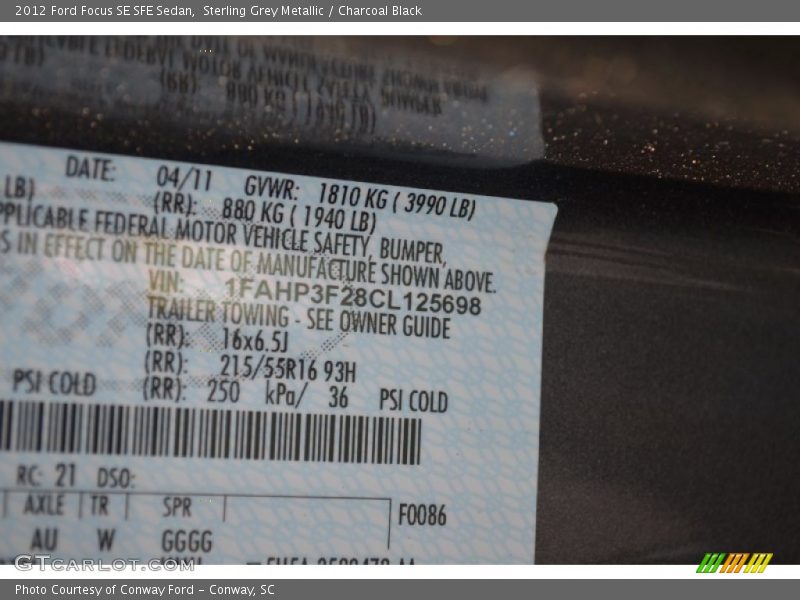 2012 Ford Focus SE SFE Sedan, Sterling Grey Metallic / Charcoal Black
DATE: 04/11 GVWR: 1810 KG ( 3990 LB)
LB) (RR): 880 KG ( 1940 LB)
APPLICABLE FEDERAL MOTOR VEHICLE SAFETY, BUMPER,
S IN EFFECT ON THE DATE OF MANUFACTURE SHOWN ABOVE.
VIN: 1FAHP3F28CL125698
TRAILER TOWING - SEE OWNER GUIDE
(RR): 16x6.5J
(RR): 215/55R16 93H
PSI COLD (RR): 250 kPa/ 36 PSI COLD
RC: 21 DSO:
AXLE TR SPR F0086
AU W GGGG
GTcarlot.com
Photo Courtesy of Conway Ford – Conway, SC